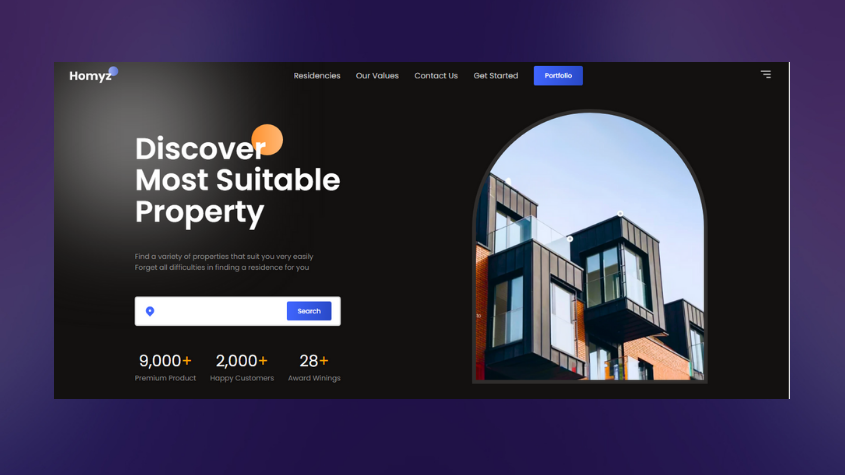 Homyz
Residencies Our Values Contact Us Get Started Portfolio
Discover
Most Suitable
Property
Find a variety of properties that suit you very easily
Forget all difficulties in finding a residence for you
Search
9,000+ 2,000+ 28+
Premium Product Happy Customers Award Winings